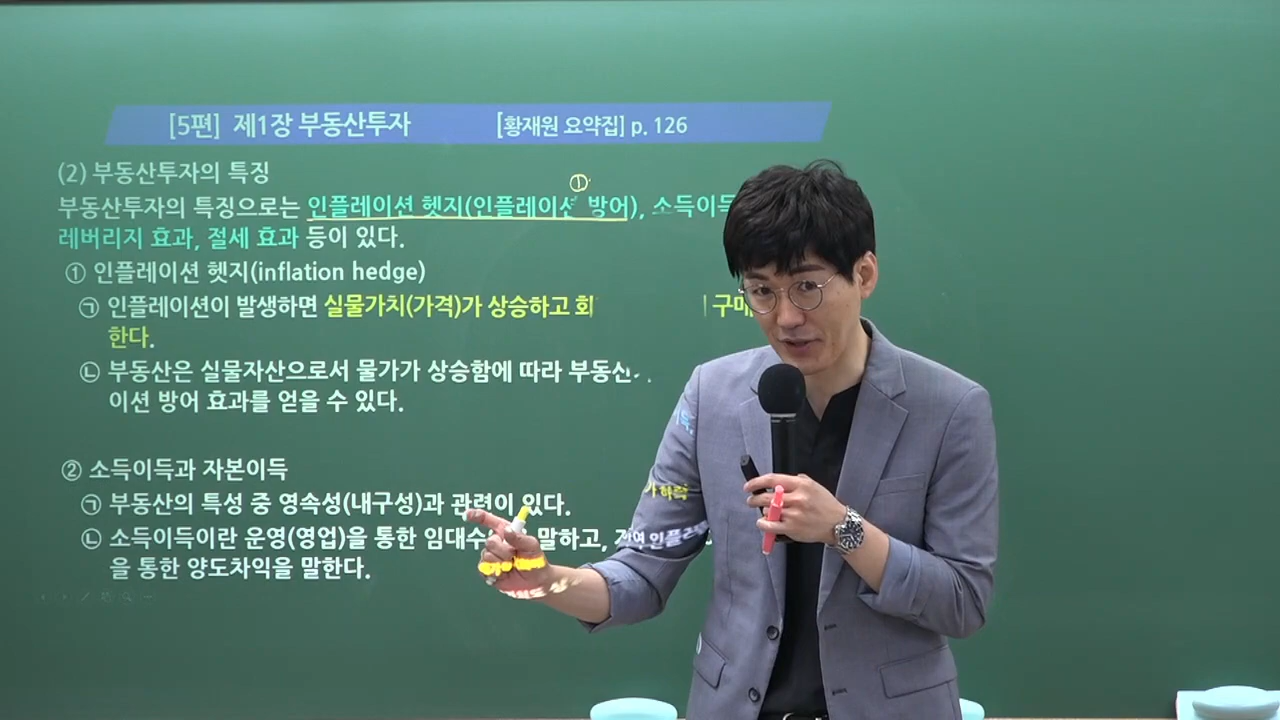 [5편] 제1장 부동산투자 [황재원 요약집] p. 126
(2) 부동산투자의 특징
①
부동산투자의 특징으로는 인플레이션 헷지(인플레이션 방어), 소득이득
레버리지 효과, 절세 효과 등이 있다.
① 인플레이션 헷지(inflation hedge)
㉠ 인플레이션이 발생하면 실물가치(가격)가 상승하고 구매
한다.
㉡ 부동산은 실물자산으로서 물가가 상승함에 따라 부동산
이션 방어 효과를 얻을 수 있다.
② 소득이득과 자본이득
㉠ 부동산의 특성 중 영속성(내구성)과 관련이 있다.
㉡ 소득이득이란 운영(영업)을 통한 말하고,
을 통한 양도차익을 말한다.